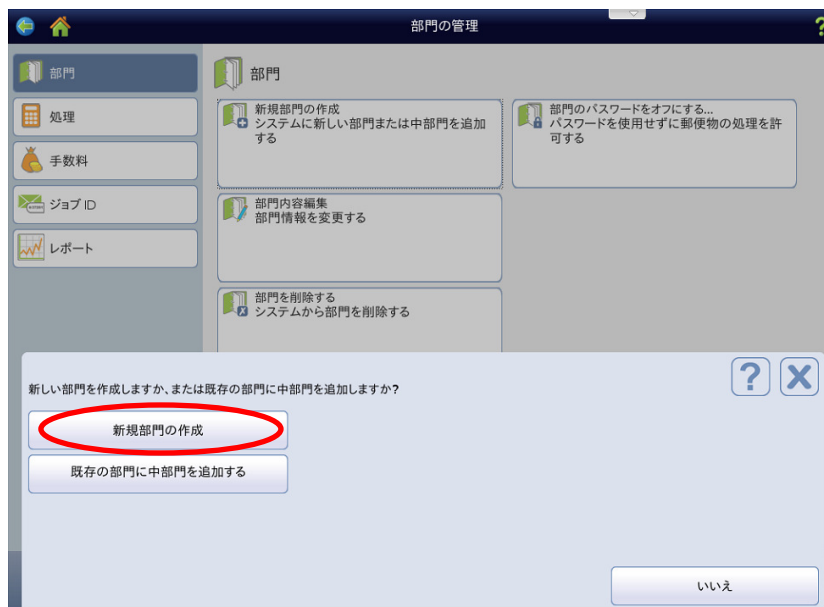 部門の管理
?
部門
処理
手数料
ジョブ ID
レポート
部門
新規部門の作成
システムに新しい部門または中部門を追加
する
部門のパスワードをオフにする...
パスワードを使用せずに郵便物の処理を許
可する
部門内容編集
部門情報を変更する
部門を削除する
システムから部門を削除する
新しい部門を作成しますか、または既存の部門に中部門を追加しますか?
? X
新規部門の作成
既存の部門に中部門を追加する
いいえ